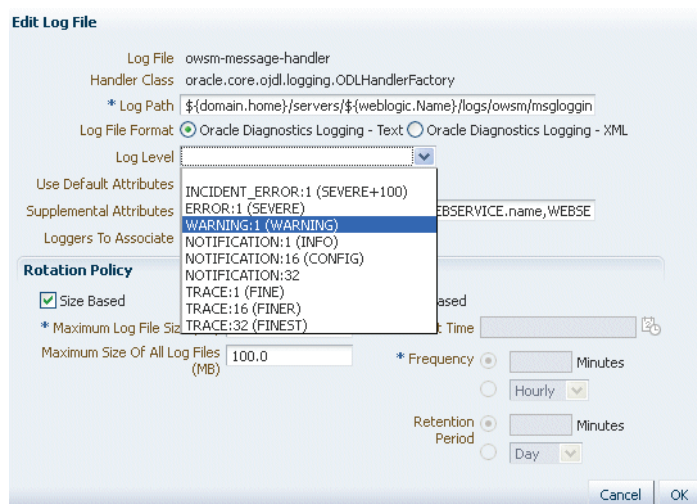 Edit Log File
Log File owsm-message-handler
Handler Class oracle.core.ojdl.logging.ODLHandlerFactory
* Log Path ${domain.home}/servers/${weblogic.Name}/logs/owsm/msgloggin
Log File Format Oracle Diagnostics Logging - Text Oracle Diagnostics Logging - XML
Log Level
Use Default Attributes
INCIDENT_ERROR:1 (SEVERE+100)
Supplemental Attributes ERROR:1 (SEVERE) EBSERVICE.name,WEBSE
WARNING:1 (WARNING)
Loggers To Associate NOTIFICATION:1 (INFO)
NOTIFICATION:16 (CONFIG)
Rotation Policy
NOTIFICATION:32
Size Based TRACE:1 (FINE) ased
TRACE:16 (FINER)
* Maximum Log File Siz TRACE:32 (FINEST) t Time
Maximum Size Of All Log Files (MB) 100.0
* Frequency Minutes
Hourly
Retention Period Minutes
Day
Cancel OK